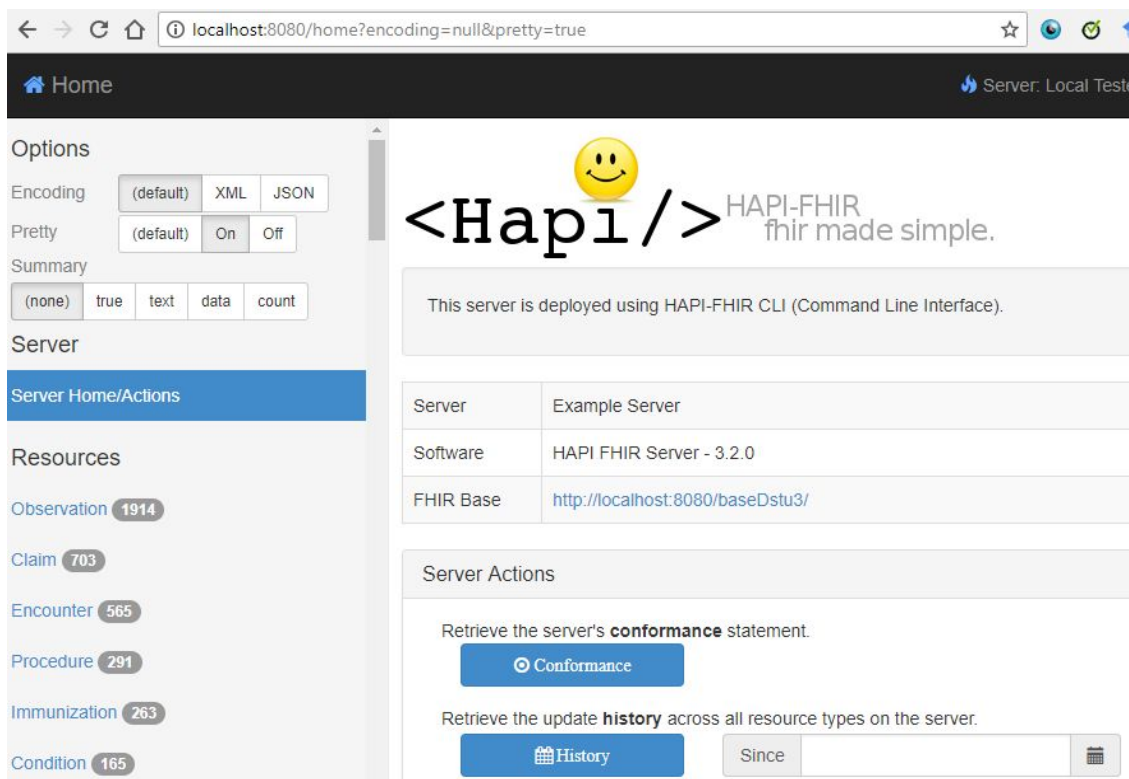 localhost:8080/home?encoding=null&pretty=true
Home
Server: Local Teste
Options
Encoding (default) XML JSON
Pretty (default) On Off
Summary
(none) true text data count
Server
Server Home/Actions
Resources
Observation 1914
Claim 703
Encounter 565
Procedure 291
Immunization 263
Condition 165
<Hapi/>
HAPI-FHIR
fhir made simple.
This server is deployed using HAPI-FHIR CLI (Command Line Interface).
Server Example Server
Software HAPI FHIR Server - 3.2.0
FHIR Base http://localhost:8080/baseDstu3/
Server Actions
Retrieve the server's conformance statement.
Conformance
Retrieve the update history across all resource types on the server.
History Since